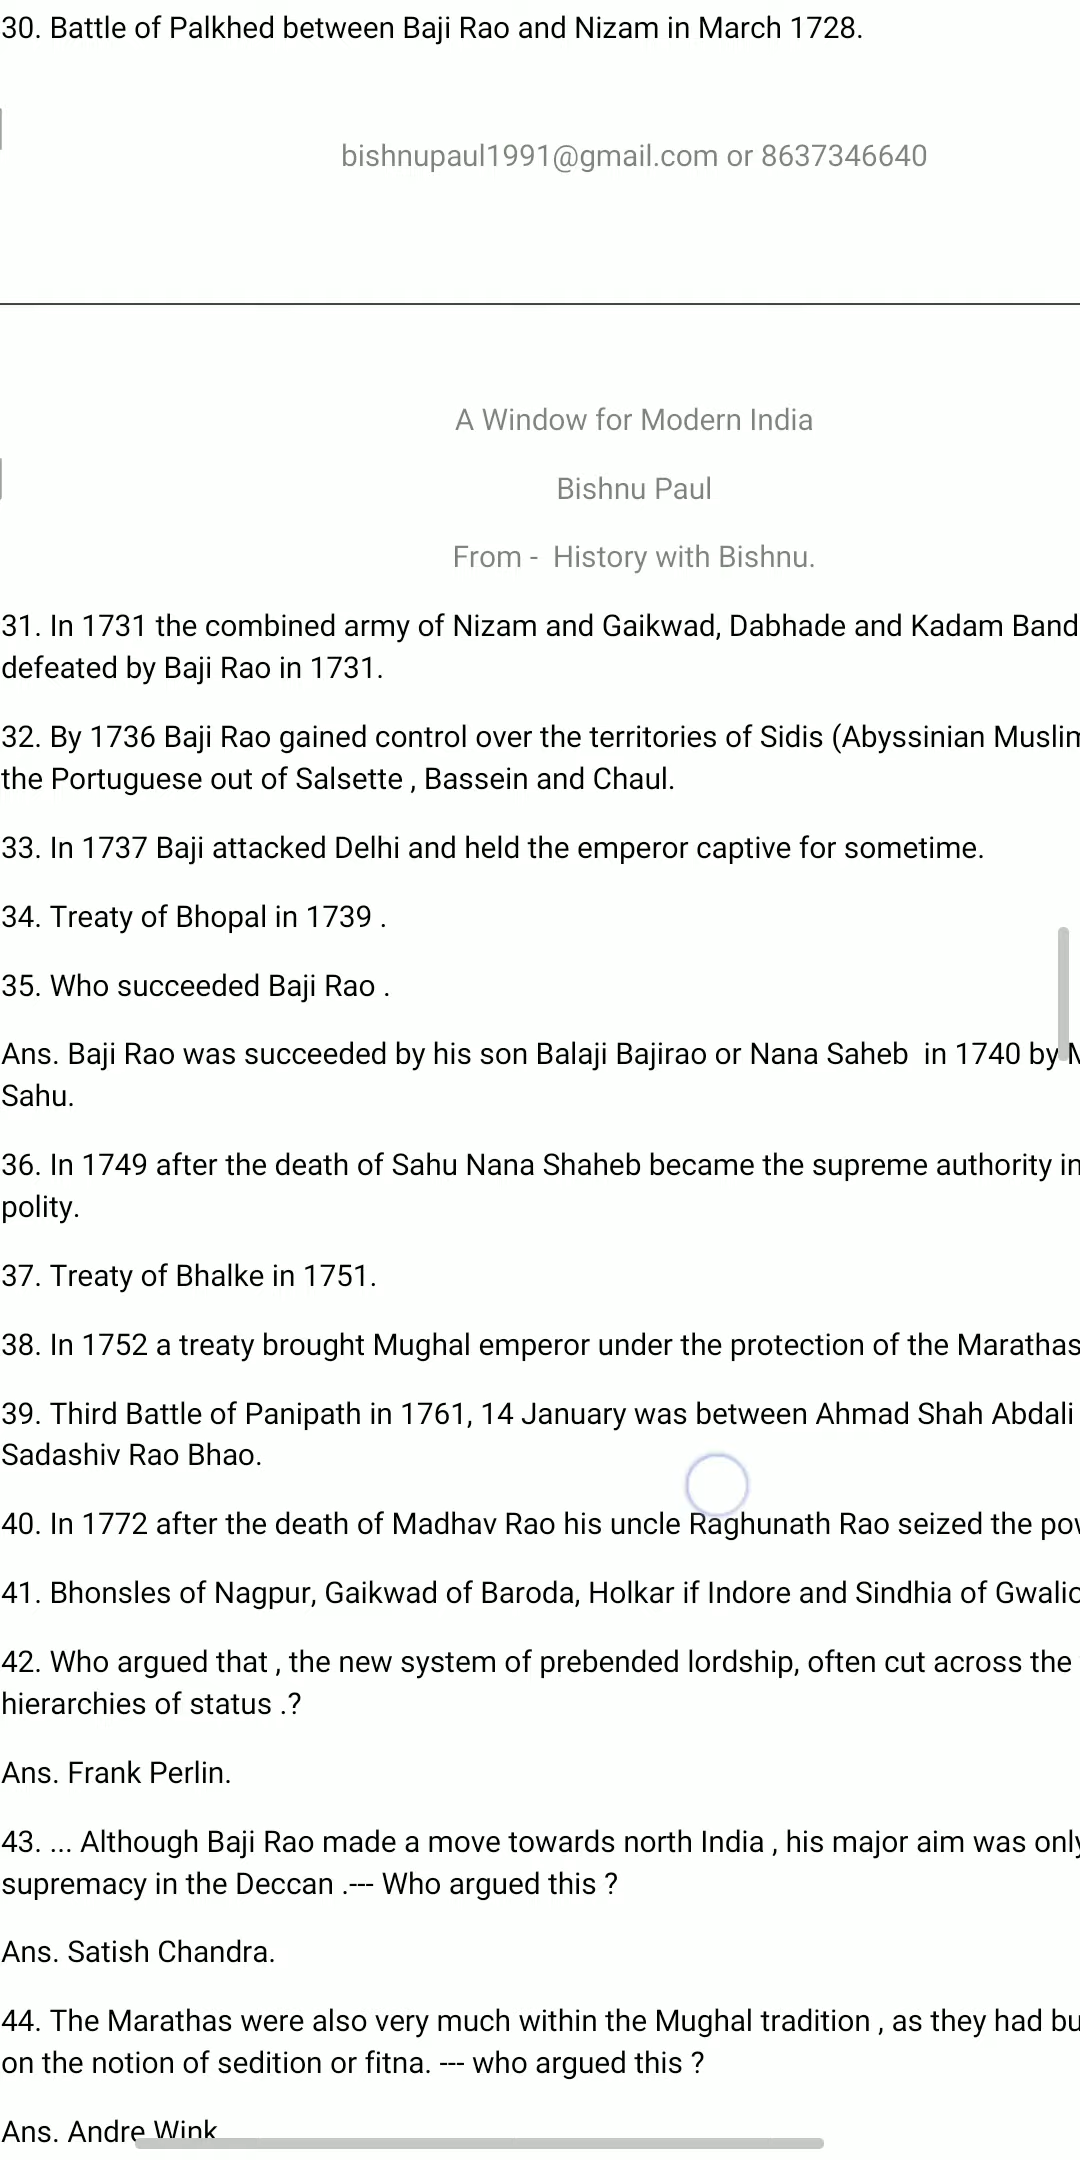 30. Battle of Palkhed between Baji Rao and Nizam in March 1728.
bishnupaul1991@gmail.com or 8637346640
A Window for Modern India
Bishnu Paul
From -  History with Bishnu.
31. In 1731 the combined army of Nizam and Gaikwad, Dabhade and Kadam Band
defeated by Baji Rao in 1731.
32. By 1736 Baji Rao gained control over the territories of Sidis (Abyssinian
the Portuguese out of Salsette , Bassein and Chaul.
33. In 1737 Baji attacked Delhi and held the emperor captive for sometime.
34. Treaty of Bhopal in 1739 .
35. Who succeeded Baji Rao .
Ans. Baji Rao was succeeded by his son Balaji Bajirao or Nana Saheb  in 1740 by
Sahu.
36. In 1749 after the death of Sahu Nana Shaheb became the supreme authority in
polity.
37. Treaty of Bhalke in 1751.
38. In 1752 a treaty brought Mughal emperor under the protection of the Marathas
39. Third Battle of Panipath in 1761, 14 January was between Ahmad Shah Abdali
Sadashiv Rao Bhao.
40. In 1772 after the death of Madhav Rao his uncle Raghunath Rao seized the
41. Bhonsles of Nagpur, Gaikwad of Baroda, Holkar if Indore and Sindhia of
42. Who argued that , the new system of prebended lordship, often cut across the
hierarchies of status .?
Ans. Frank Perlin.
43. ... Although Baji Rao made a move towards north India , his major aim was only
supremacy in the Deccan .--- Who argued this ?
Ans. Satish Chandra.
44. The Marathas were also very much within the Mughal tradition , as they had
on the notion of sedition or fitna. --- who argued this ?
Ans. Andre Wink